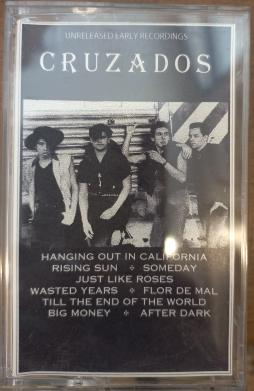 UNRELEASED EARLY RECORDINGS
CRUZADOS
HANGING OUT IN CALIFORNIA
RISING SUN ❖ SOMEDAY
JUST LIKE ROSES
WASTED YEARS ❖ FLOR DE MAL
TILL THE END OF THE WORLD
BIG MONEY ❖ AFTER DARK